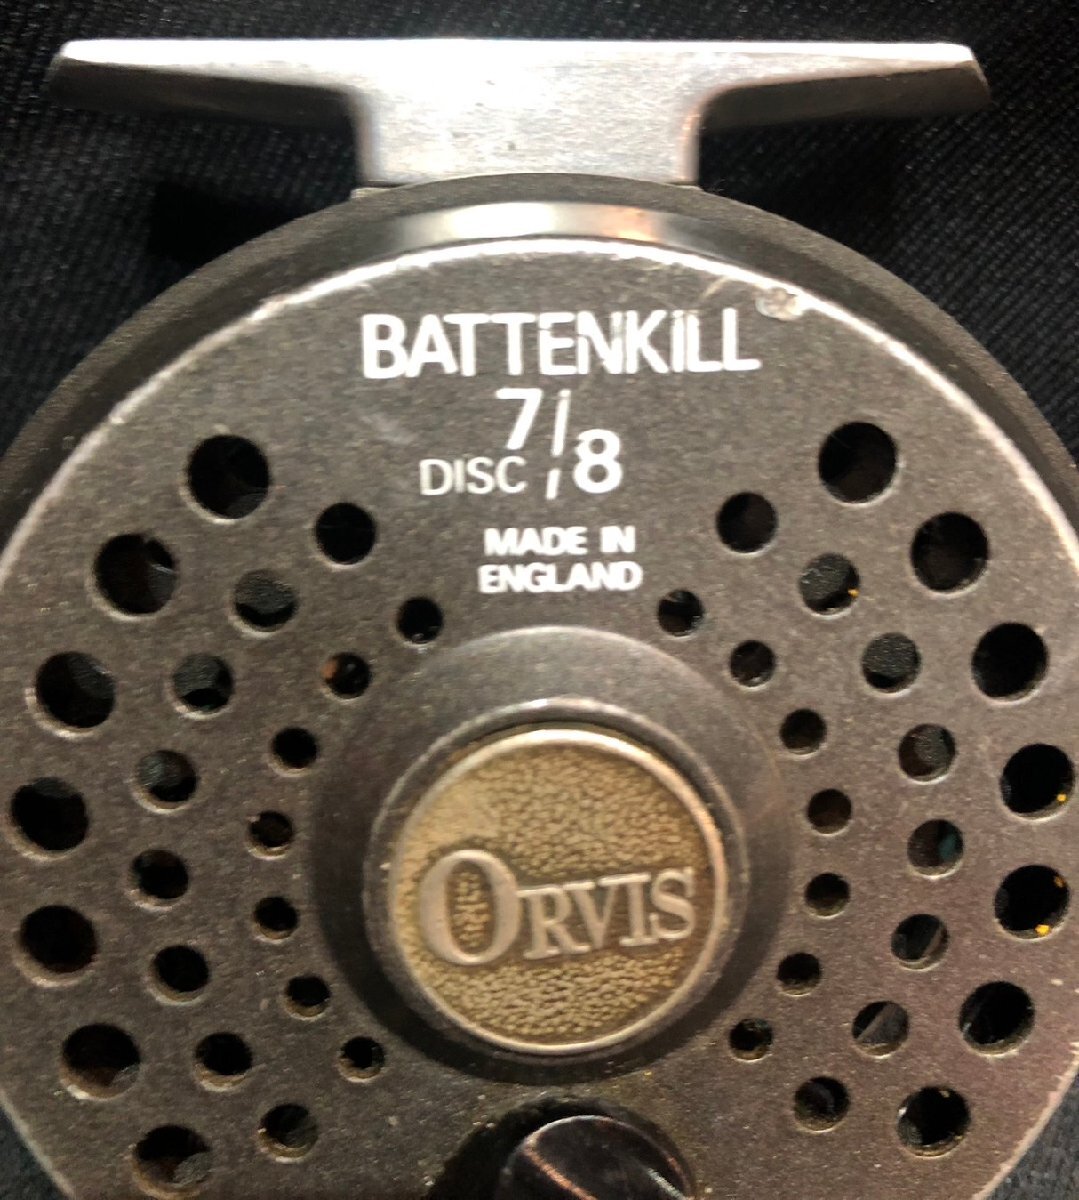 BATTENKILL
7/8
DISC
MADE IN
ENGLAND
ORVIS